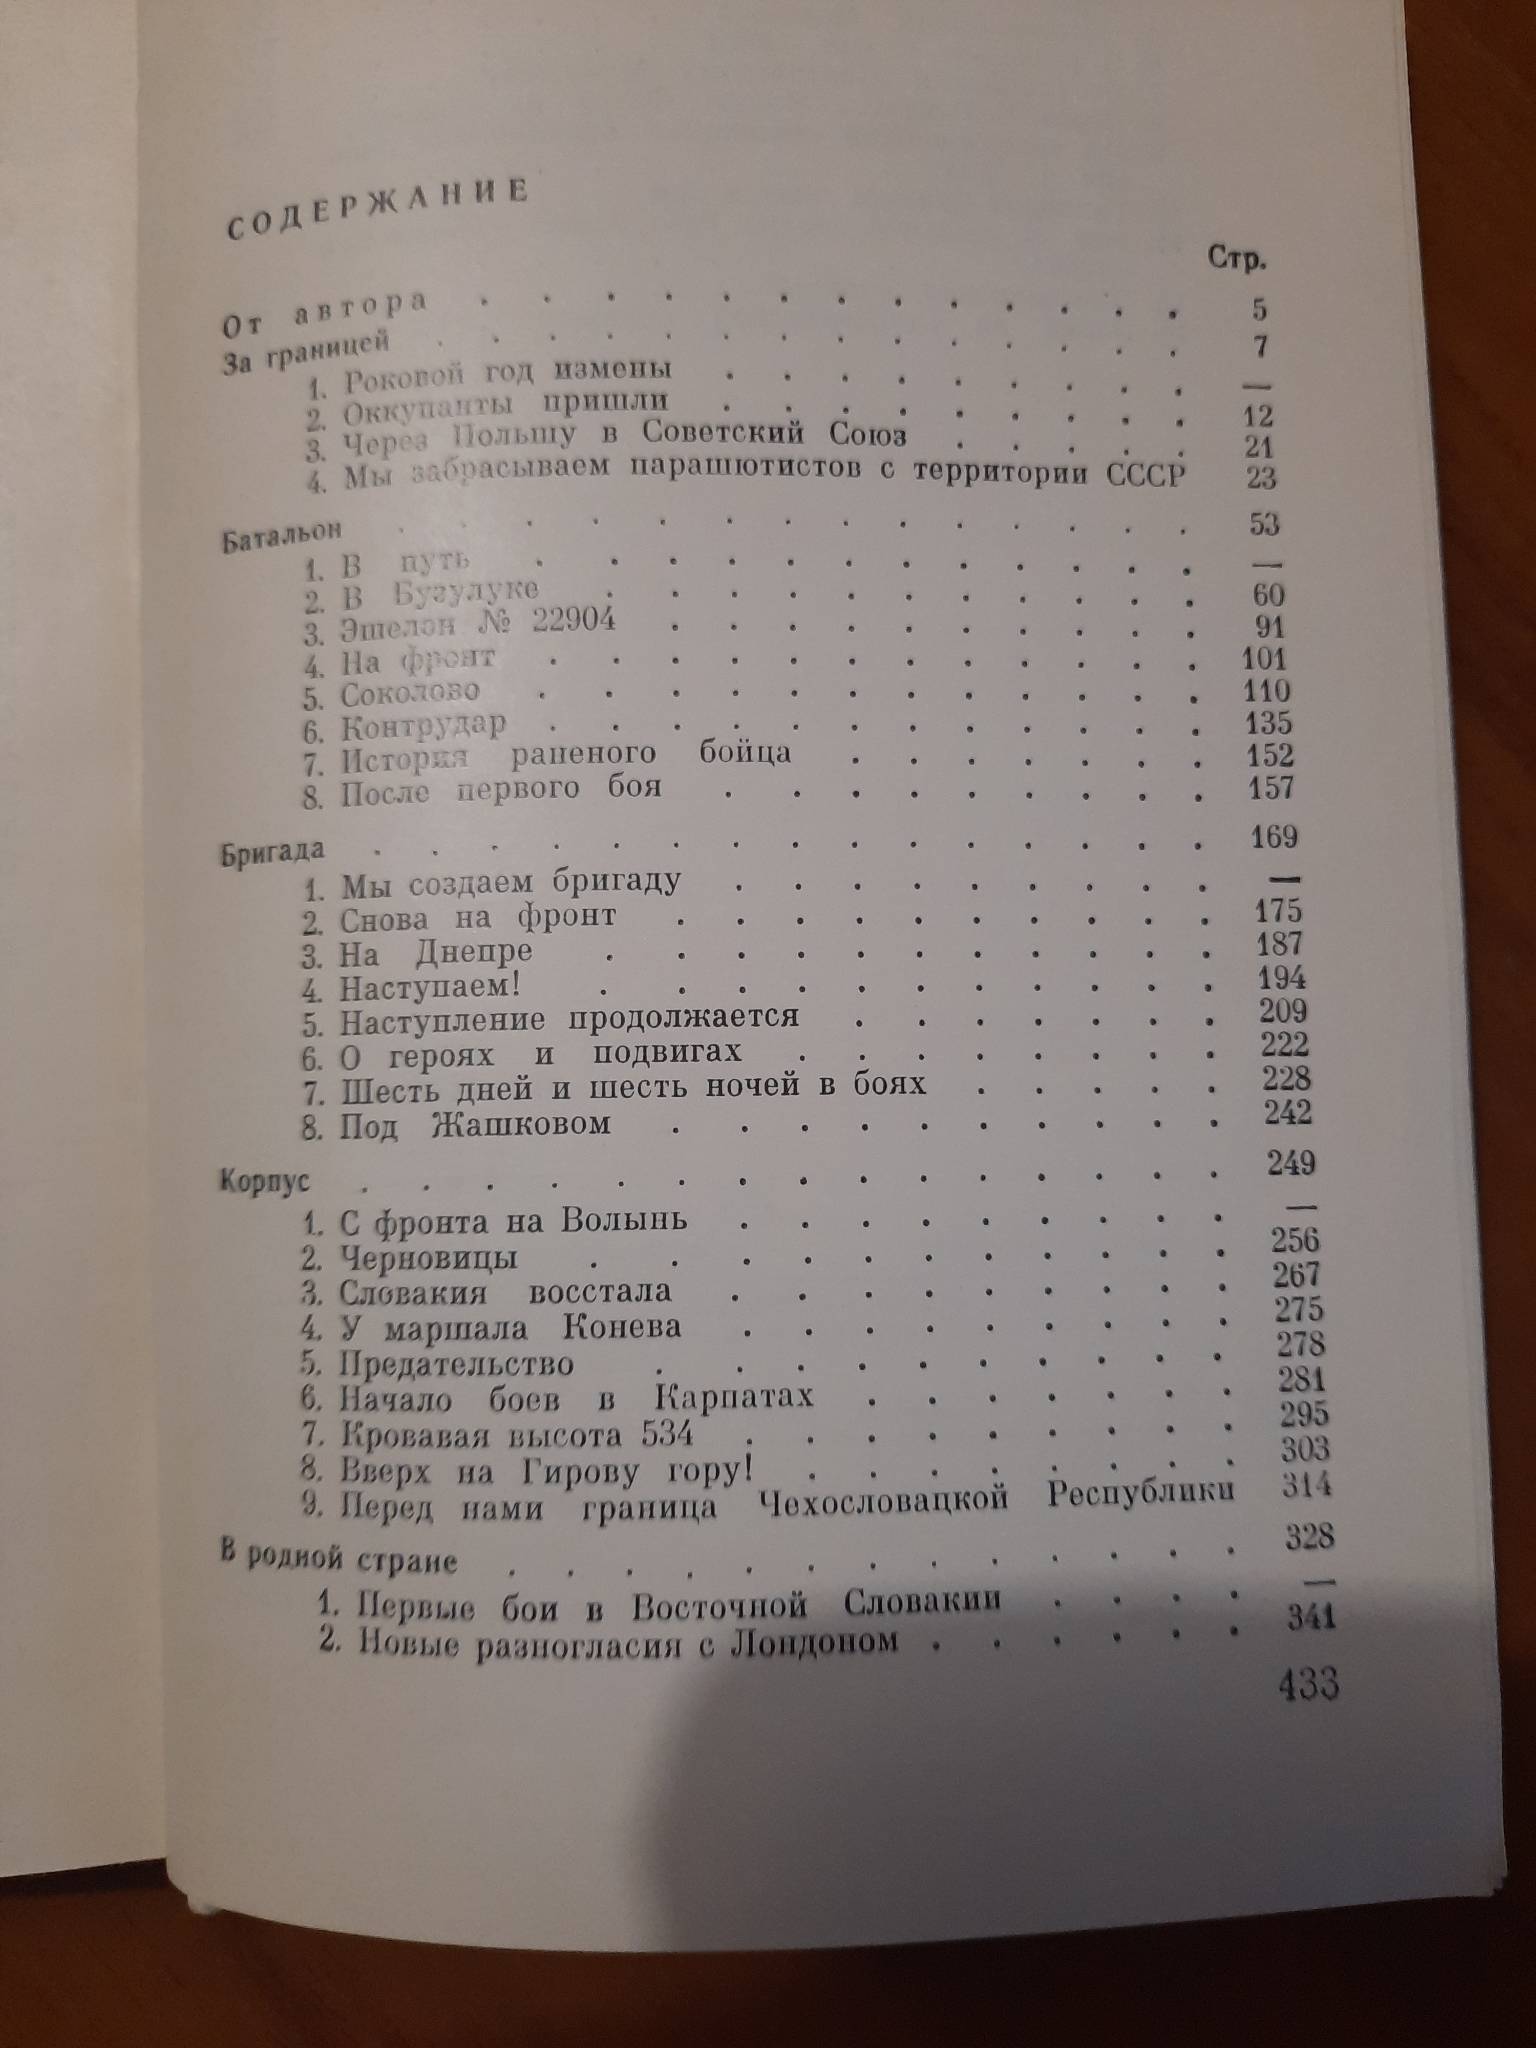 СОДЕРЖАНИЕ
Стр.
От автора . . . . . . . . . . . . . 5
За границей . . . . . . . . . . . . . 7
1. Роковой год измены . . . . . . . . . —
2. Оккупанты пришли . . . . . . . . . 12
3. Через Польшу в Советский Союз . . . . . 21
4. Мы забрасываем парашютистов с территории СССР 23
Батальон . . . . . . . . . . . . . . 53
1. В путь . . . . . . . . . . . . —
2. В Бузулуке . . . . . . . . . . . 60
3. Эшелон № 22904 . . . . . . . . . . 91
4. На фронт . . . . . . . . . . . . 101
5. Соколово . . . . . . . . . . . . 110
6. Контрудар . . . . . . . . . . . . 135
7. История раненого бойца . . . . . . . 152
8. После первого боя . . . . . . . . . 157
Бригада . . . . . . . . . . . . . . 169
1. Мы создаем бригаду . . . . . . . . . —
2. Снова на фронт . . . . . . . . . . 175
3. На Днепре . . . . . . . . . . . 187
4. Наступаем! . . . . . . . . . . . 194
5. Наступление продолжается . . . . . . . 209
6. О героях и подвигах . . . . . . . . 222
7. Шесть дней и шесть ночей в боях . . . . . 228
8. Под Жашковом . . . . . . . . . . 242
Корпус . . . . . . . . . . . . . . 249
1. С фронта на Волынь . . . . . . . . . —
2. Черновицы . . . . . . . . . . . 256
3. Словакия восстала . . . . . . . . . 267
4. У маршала Конева . . . . . . . . . 275
5. Предательство . . . . . . . . . . 278
6. Начало боев в Карпатах . . . . . . . 281
7. Кровавая высота 534 . . . . . . . . . 295
8. Вверх на Гирову гору! . . . . . . . . 303
9. Перед нами граница Чехословацкой Республики 314
В родной стране . . . . . . . . . . . . 328
1. Первые бои в Восточной Словакии . . . . —
2. Новые разногласия с Лондоном . . . . . . 341
433